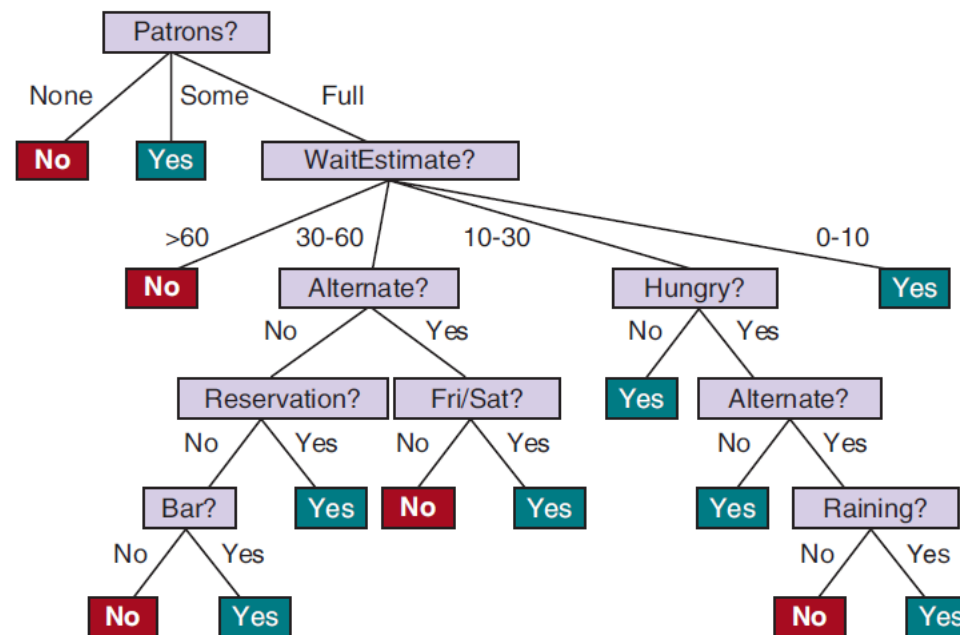 Patrons?
None Some Full
No Yes WaitEstimate?
>60 30-60 10-30 0-10
No Alternate? Hungry? Yes
No Yes No Yes
Reservation? Fri/Sat? Yes Alternate?
No Yes No Yes No Yes
Bar? Yes No Yes Yes Raining?
No Yes No Yes
No Yes No Yes